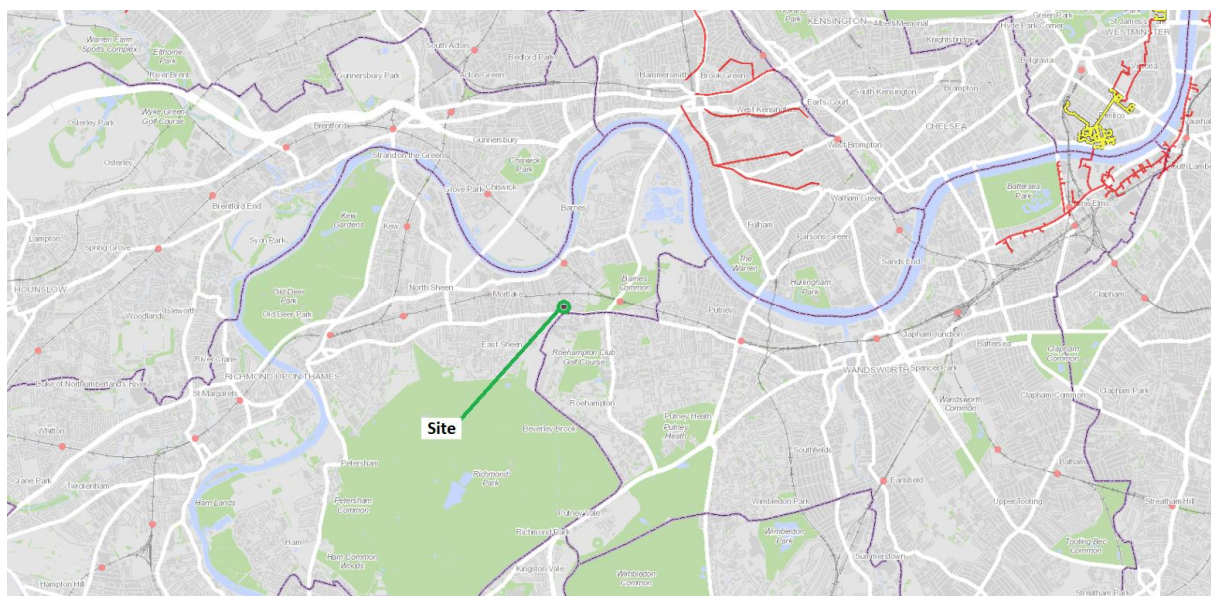 Warren Farm
Sports Complex
Elthorne
Park
River Brent
Gunnersbury Park
South Acton
Acton Green
Bedford Park
Hammersmith
Brook Green
KENSINGTON
Albert Memorial
Knightsbridge
Hyde Park Corner
Green Park
St James's
WESTMINSTER
Belgravia
Victoria
Pimlico
Vauxhall
South Lambeth
Wyke Green
Golf Course
Osterley Park
Osterley
Brentford
Gunnersbury
Strand on the Green
Chiswick
Park
Grove Park
Chiswick
West Kensington
Earl's Court
South Kensington
Brompton
CHELSEA
West Brompton
Walham Green
Battersea
Park
Nine Elms
Brentford End
Syon Park
Kew
Gardens
Kew
Barnes
Fulham
Parsons Green
Sands End
Lampton
Spring Grove
HOUNSLOW
Woodlands
Isleworth
Old Deer
Park
Old Deer Park
North Sheen
Mortlake
Barnes
Common
The
Warren
Hurlingham
Park
Putney
Clapham
Clapham Junction
Battersea
Clapham
Common
River Crane
Duke of Northumberland's River
St Margarets
RICHMOND UPON THAMES
East Sheen
Roehampton Club
Golf Course
Roehampton
WANDSWORTH
Spencer Park
Clapham Common
Clapham Park
Wandsworth
Common
Whitton
Site
Beverley Brook
Putney Heath
Putney
Heath
Southfields
Balham
Streatham Hill
Crane Park
Twickenham
Petersham
Petersham
Common
Richmond
Park
Earlsfield
Upper Tooting
Ham Lands
Ham
Putney Vale
Richmond Park
Wimbledon Park
Wimbledon
Park
Tooting Bec
Common
Hampton Hill
Ham Common
Woods
Kingston Vale
Wimbledon
Common
Summerstown
Streatham Park